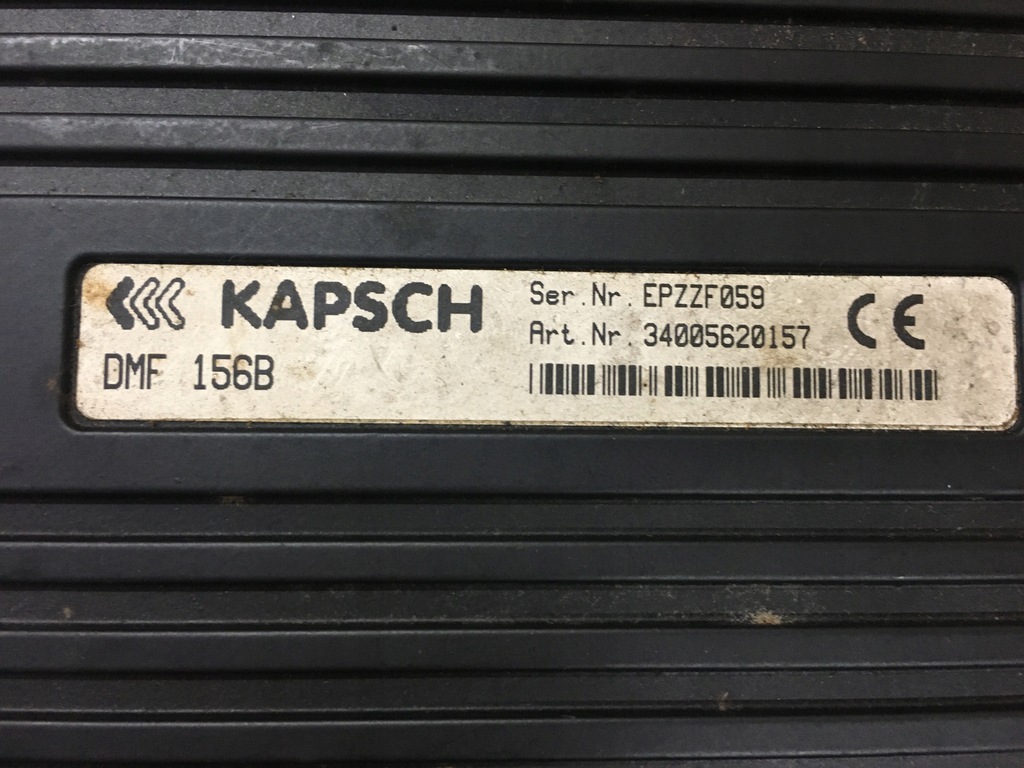 KAPSCH
DMF 156B
Ser.Nr. EPZZF059
Art.Nr. 34005620157
CE